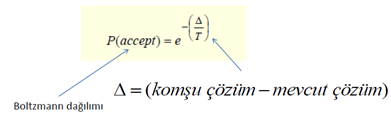 P(accept) = e^{-(Δ/T)}
Δ = (komşu çözüm − mevcut çözüm)
Boltzmann dağılımı